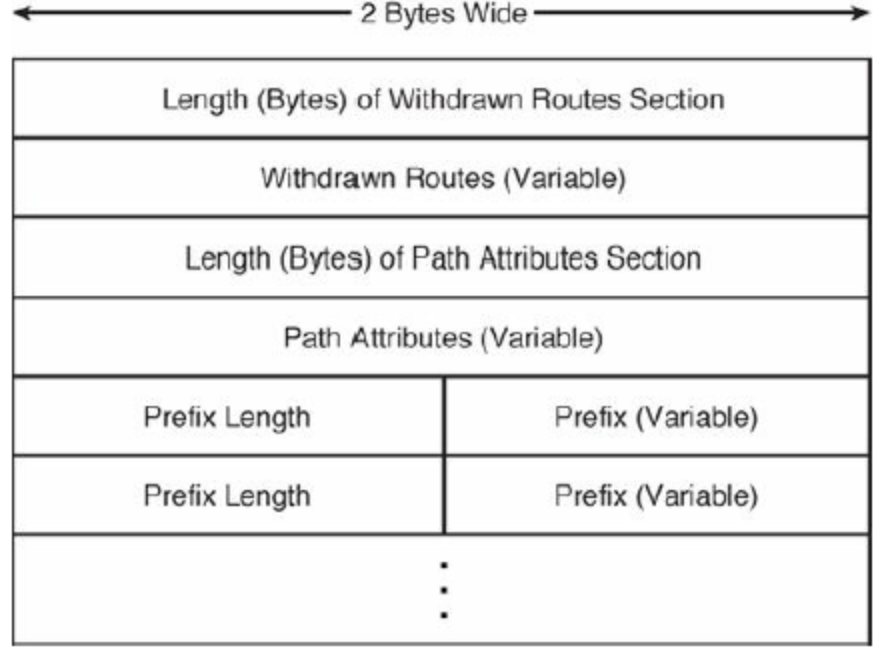 2 Bytes Wide
Length (Bytes) of Withdrawn Routes Section
Withdrawn Routes (Variable)
Length (Bytes) of Path Attributes Section
Path Attributes (Variable)
Prefix Length Prefix (Variable)
Prefix Length Prefix (Variable)